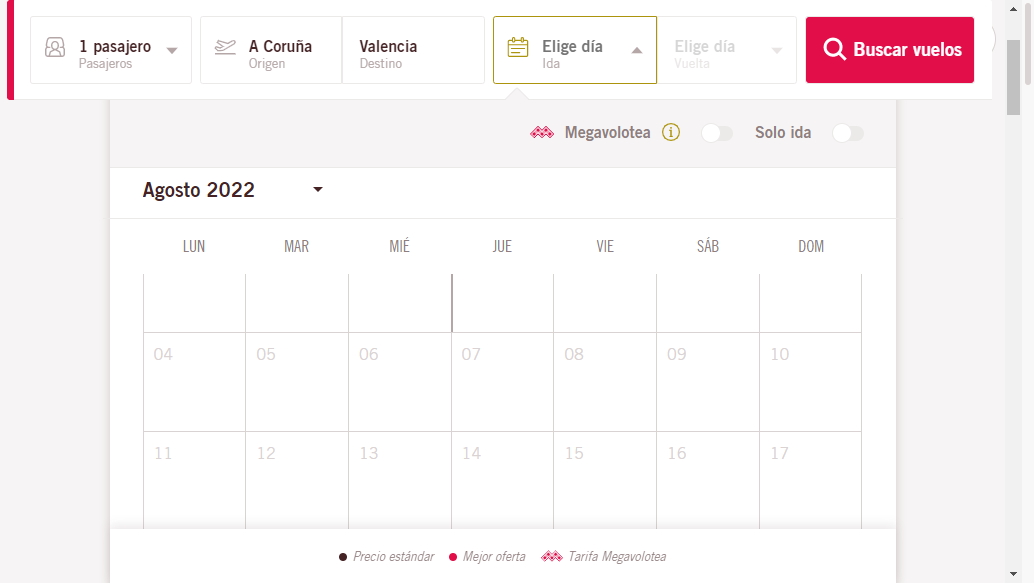 1 pasajero
Pasajeros
A Coruña
Origen
Valencia
Destino
Elige día
Ida
Elige día
Vuelta
Buscar vuelos
Megavolotea
i
Solo ida
Agosto 2022
LUN MAR MIÉ JUE VIE SÁB DOM
04 05 06 07 08 09 10
11 12 13 14 15 16 17
Precio estándar Mejor oferta Tarifa Megavolotea